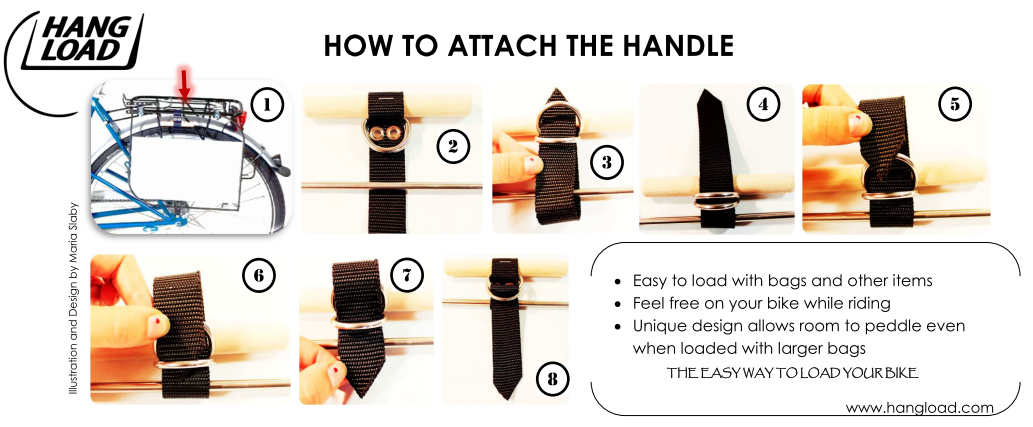 HANG
LOAD
HOW TO ATTACH THE HANDLE
1
2
3
4
5
6
7
8
Illustration and Design by Maria Slaby
• Easy to load with bags and other items
• Feel free on your bike while riding
• Unique design allows room to peddle even
when loaded with larger bags
THE EASY WAY TO LOAD YOUR BIKE
www.hangload.com